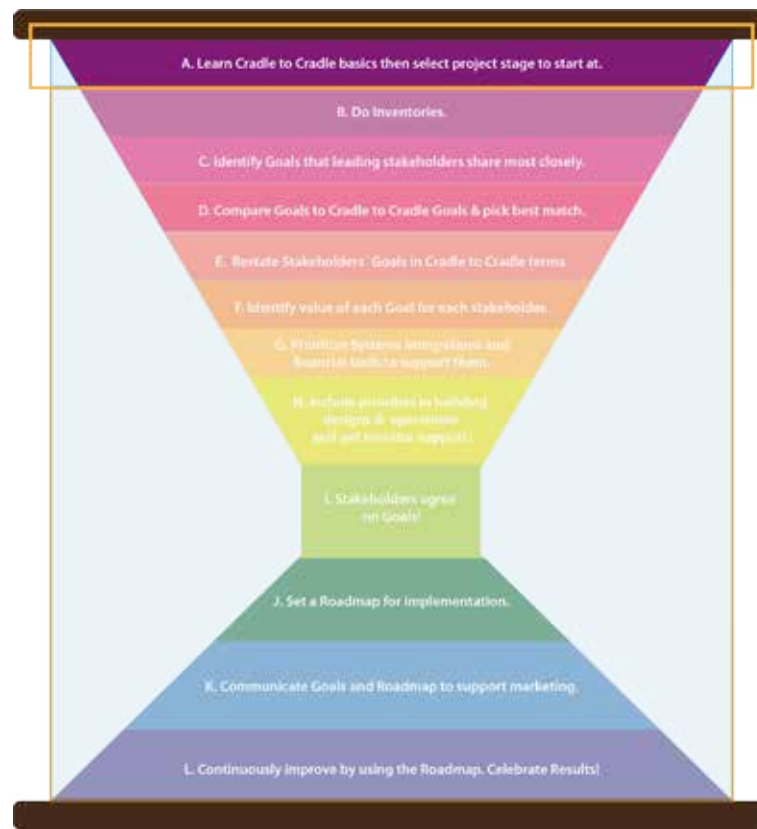 A. Learn Cradle to Cradle basics then select project stage to start at.
B. Do Inventories.
C. Identify Goals that leading stakeholders share most closely.
D. Compare Goals to Cradle to Cradle Goals & pick best match.
E. Restate Stakeholders´ Goals in Cradle to Cradle terms
F. Identify value of each Goal for each stakeholder.
G. Prioritize Systems Integrations and
financial tools to support them.
H. Include priorities in building
designs & operations
and get investor support!
I. Stakeholders agree
on Goals!
J. Set a Roadmap for implementation.
K. Communicate Goals and Roadmap to support marketing.
L. Continuously improve by using the Roadmap. Celebrate Results!